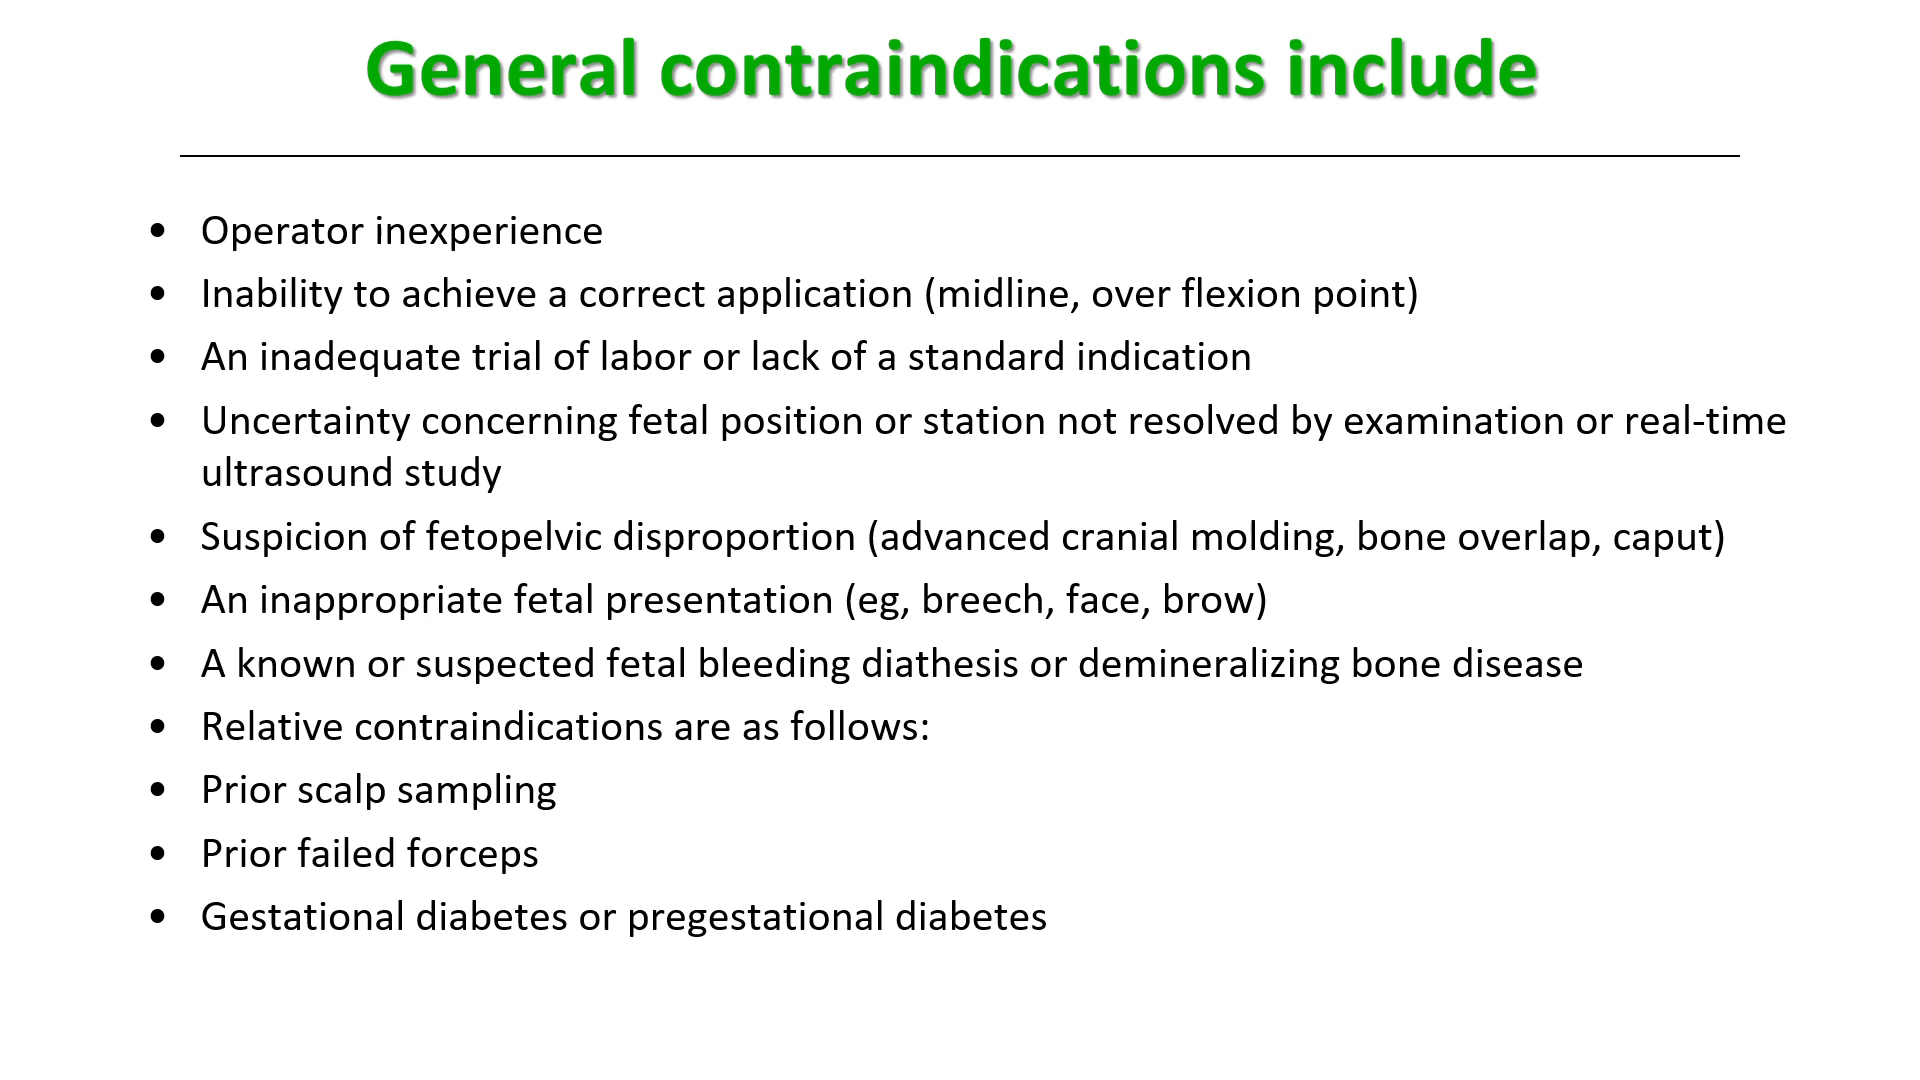 General contraindications include
• Operator inexperience
• Inability to achieve a correct application (midline, over flexion point)
• An inadequate trial of labor or lack of a standard indication
• Uncertainty concerning fetal position or station not resolved by examination or real-time
ultrasound study
• Suspicion of fetopelvic disproportion (advanced cranial molding, bone overlap, caput)
• An inappropriate fetal presentation (eg, breech, face, brow)
• A known or suspected fetal bleeding diathesis or demineralizing bone disease
• Relative contraindications are as follows:
• Prior scalp sampling
• Prior failed forceps
• Gestational diabetes or pregestational diabetes